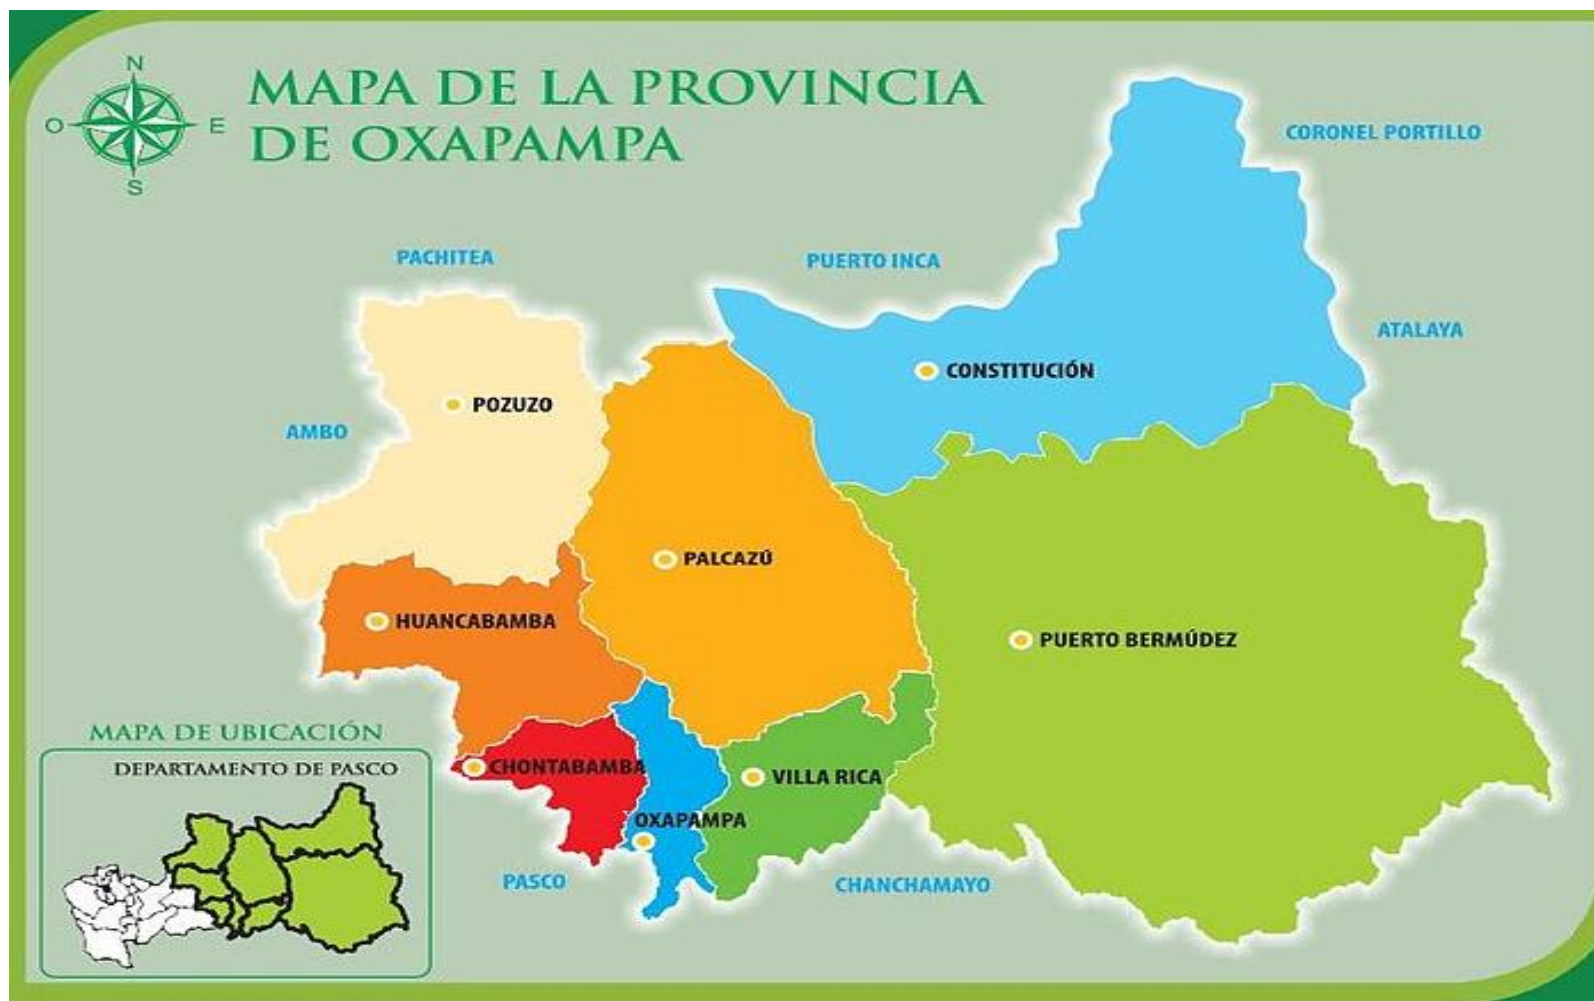 N
O E
S
MAPA DE LA PROVINCIA
DE OXAPAMPA
CORONEL PORTILLO
PACHITEA
PUERTO INCA
ATALAYA
CONSTITUCIÓN
POZUZO
AMBO
PALCAZÚ
HUANCABAMBA
PUERTO BERMÚDEZ
MAPA DE UBICACIÓN
DEPARTAMENTO DE PASCO
CHONTABAMBA
VILLA RICA
OXAPAMPA
PASCO
CHANCHAMAYO